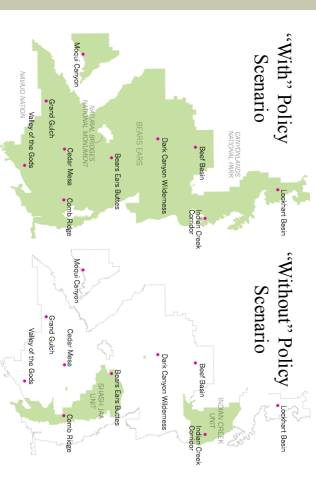 “With” Policy
Scenario
Lockhart Basin
CANYONLANDS
NATIONAL PARK
Indian Creek
Corridor
Beef Basin
Dark Canyon Wilderness
BEARS EARS
Bears Ears Buttes
NATURAL BRIDGES
NATIONAL MONUMENT
Moqui Canyon
Cedar Mesa
Comb Ridge
Grand Gulch
Valley of the Gods
NAVAJO NATION
“Without” Policy
Scenario
Lockhart Basin
INDIAN CREEK
UNIT
Indian Creek
Corridor
Beef Basin
Dark Canyon Wilderness
Bears Ears Buttes
SHASH JÁA
UNIT
Moqui Canyon
Cedar Mesa
Comb Ridge
Grand Gulch
Valley of the Gods